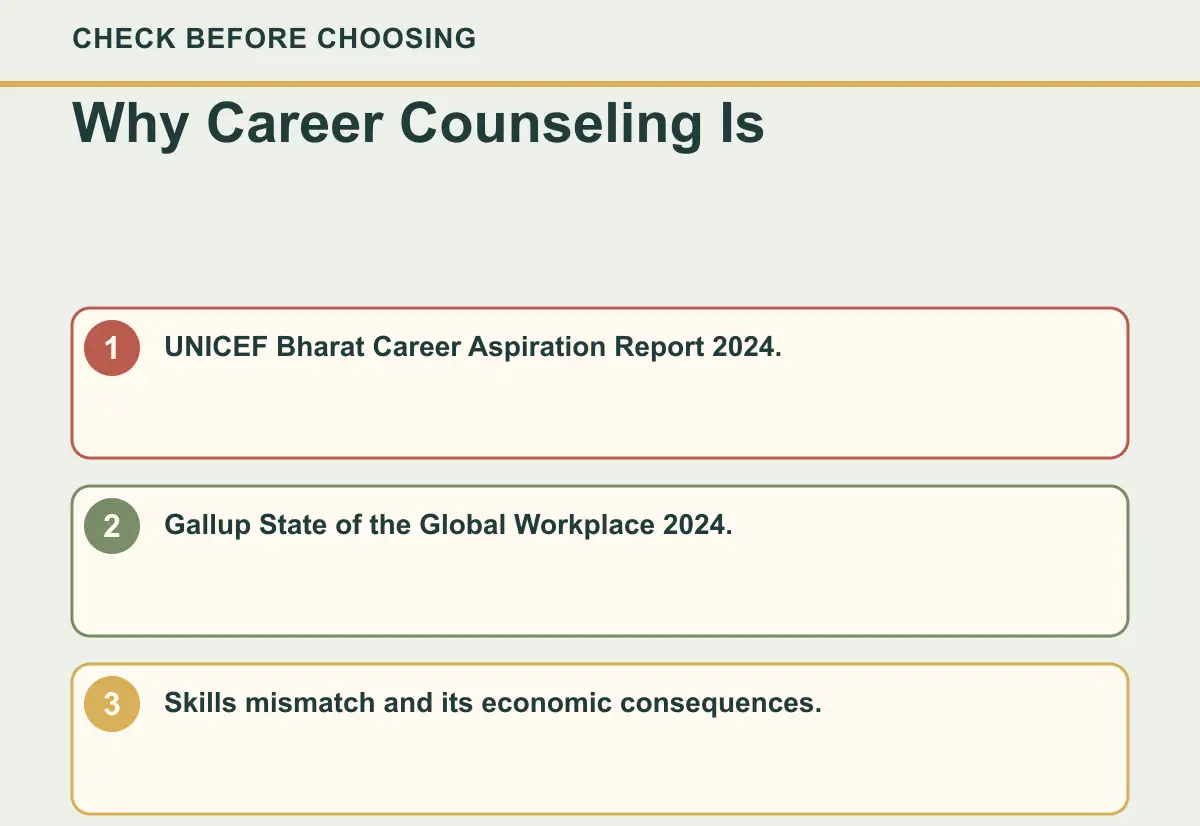 CHECK BEFORE CHOOSING
Why Career Counseling Is
1
UNICEF Bharat Career Aspiration Report 2024.
2
Gallup State of the Global Workplace 2024.
3
Skills mismatch and its economic consequences.